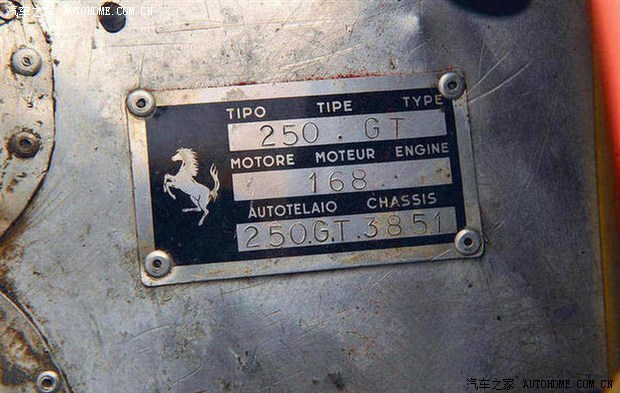 汽车之家 AUTOHOME.COM.CN
TIPO TIPE TYPE
250 . GT
MOTORE MOTEUR ENGINE
168
AUTOTELAIO CHASSIS
250.G.T. 3851
汽车之家 AUTOHOME.COM.CN